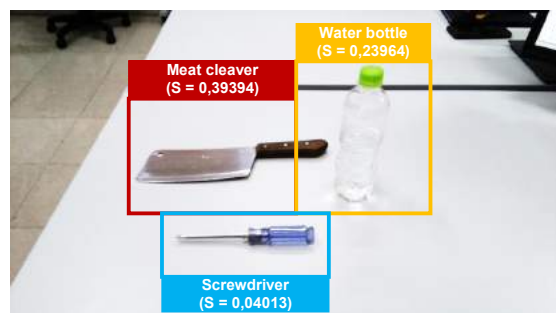 Water bottle
(S = 0,23964)
Meat cleaver
(S = 0,39394)
Screwdriver
(S = 0,04013)